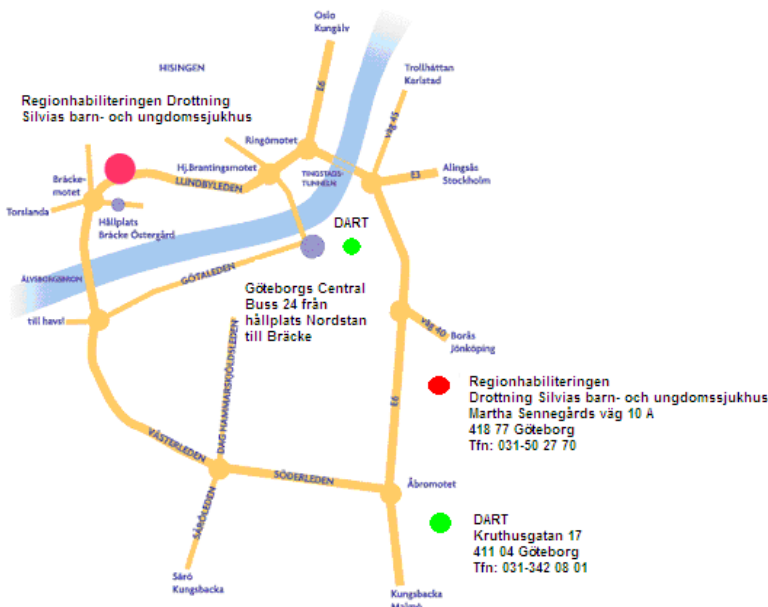 Oslo
Kungälv
HISINGEN
Trollhättan
Karlstad
E6
väg 45
Regionhabiliteringen Drottning
Silvias barn- och ungdomssjukhus
Ringömotet
Hj.Brantingsmotet
TINGSTADS-
TUNNELN
E3
Alingsås
Stockholm
Bräcke-
motet
LUNDBYLEDEN
Torslanda
Hållplats
Bräcke Östergård
DART
ÄLVSBORGSBRON
GÖTALEDEN
Göteborgs Central
Buss 24 från
hållplats Nordstan
till Bräcke
till havs!
väg 40
Borås
Jönköping
DAG HAMMARSKJÖLDSLEDEN
E6
Regionhabiliteringen
Drottning Silvias barn- och ungdomssjukhus
Martha Sennegårds väg 10 A
418 77 Göteborg
Tfn: 031-50 27 70
VÄSTERLEDEN
SÖDERLEDEN
Åbromotet
SÄRÖLEDEN
DART
Kruthusgatan 17
411 04 Göteborg
Tfn: 031-342 08 01
Särö
Kungsbacka
Kungsbacka
Malmö